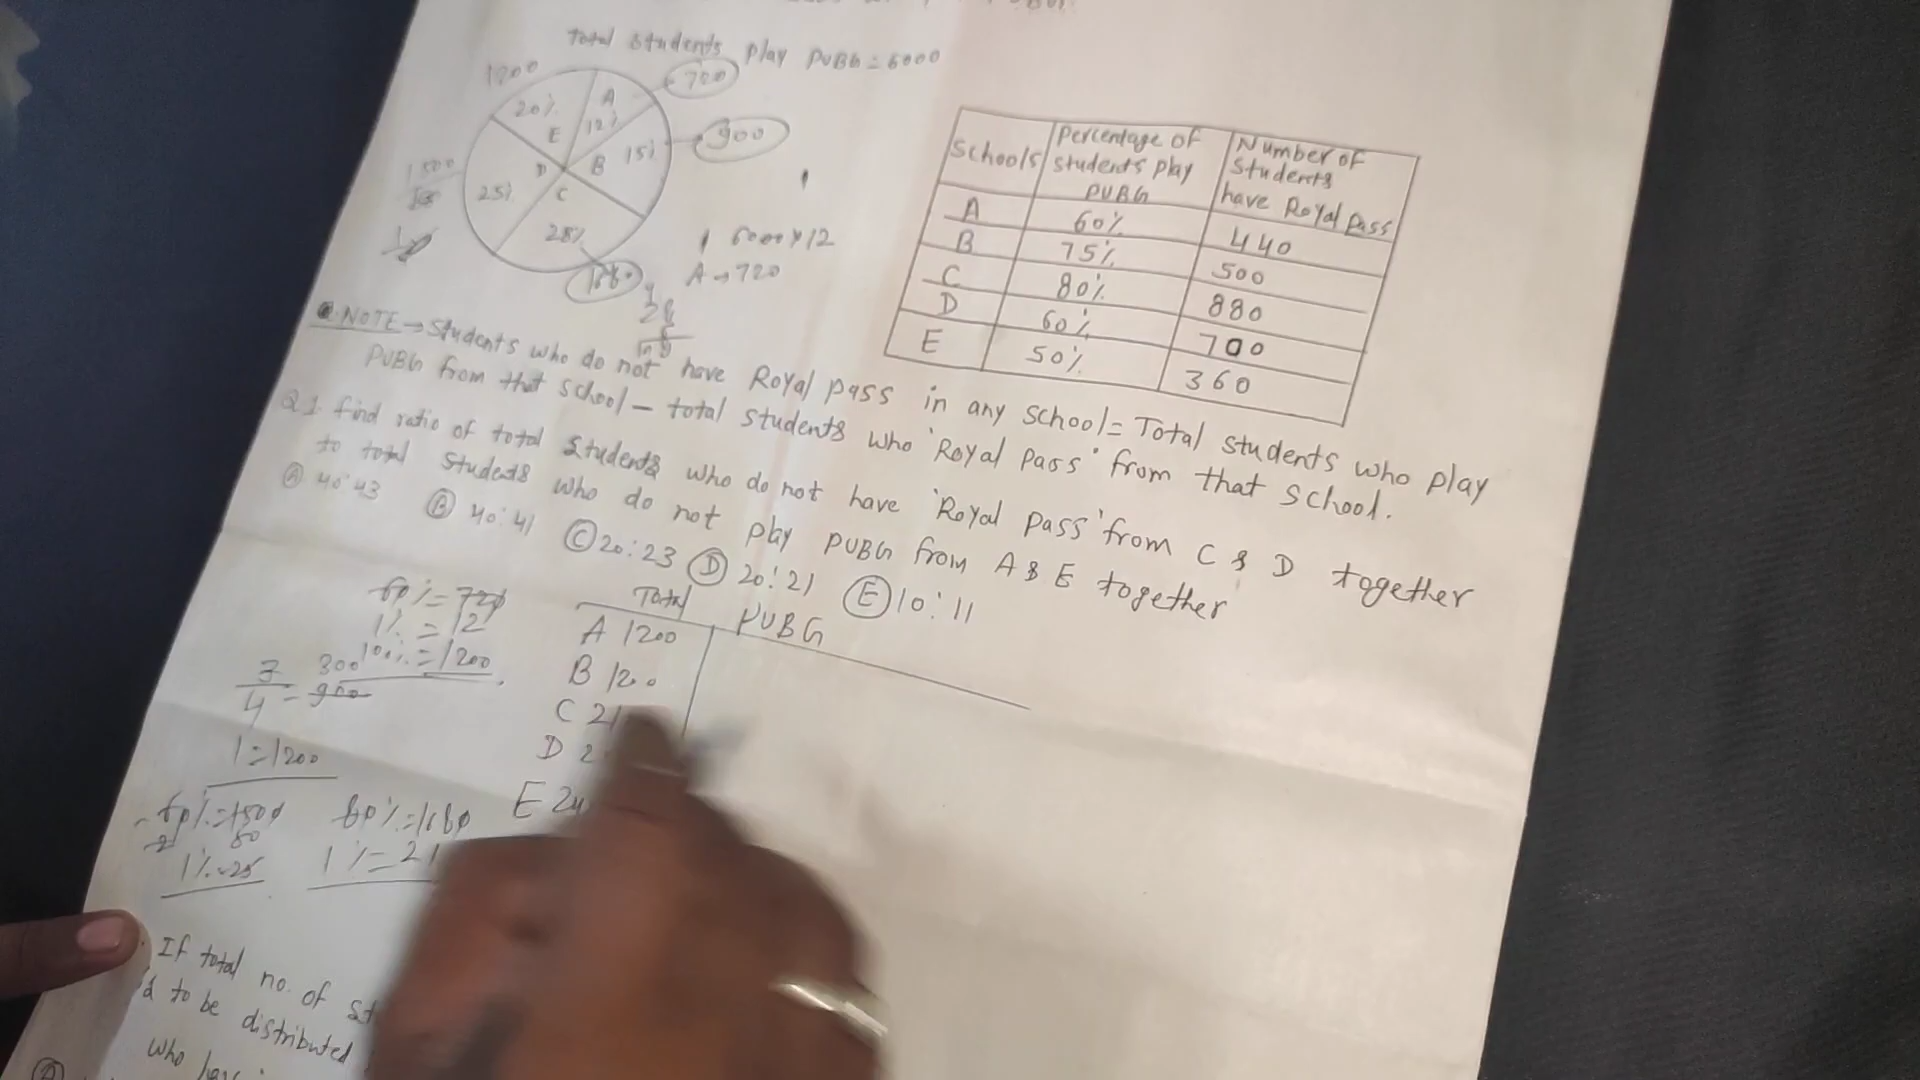 Total students play PUBG = 6000
1200
720
20%
A
12%
E
900
15%
B
D
1500
25%
C
28%
1680
6000 x 12
A → 720
Schools
Percentage of students play PUBG
Number of Students have Royal Pass
A 60% 440
B 75% 500
C 80% 880
D 60% 700
E 50% 360
NOTE → Students who do not have Royal pass in any school = Total students who play
PUBG from that school - total students who 'Royal pass' from that school.
Q1. find ratio of total students who do not have 'Royal pass' from C & D together
to total students who do not play PUBG from A & E together
(A) 40:43 (B) 40:41 (C) 20:23 (D) 20:21 (E) 10:11
60% = 720
1% = 12
100% = 1200
3/4 = 900
300
1 = 1200
60% = 1500
50
1% = 25
80% = 1680
1% = 21
Total PUBG
A 1200
B 1200
C
D
E
If total no. of
to be distributed
who